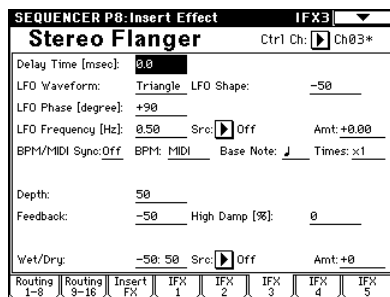 SEQUENCER P8:Insert Effect IFX3
Stereo Flanger Ctrl Ch: Ch03*
Delay Time [msec]: 0.0
LFO Waveform: Triangle LFO Shape: -50
LFO Phase [degree]: +90
LFO Frequency [Hz]: 0.50 Src: Off Amt: +0.00
BPM/MIDI Sync: Off BPM: MIDI Base Note: ♩ Times: x1
Depth: 50
Feedback: -50 High Damp [%]: 0
Wet/Dry: -50: 50 Src: Off Amt: +0
Routing Routing Insert IFX IFX IFX IFX IFX
1-8 9-16 FX 1 2 3 4 5